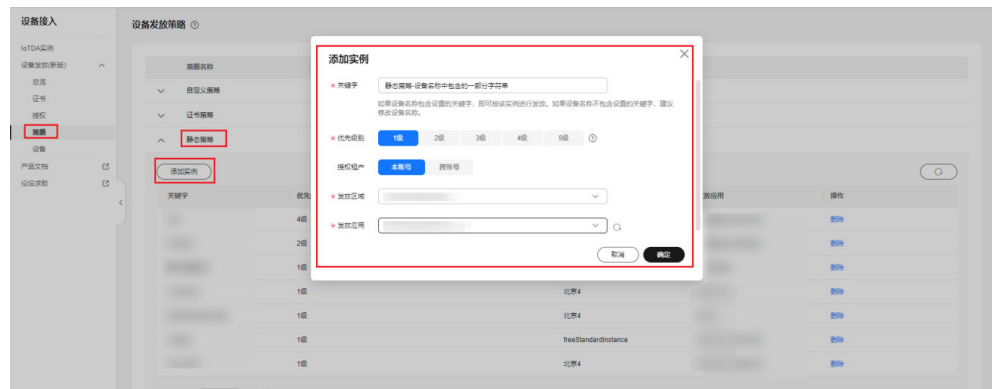 设备接入
设备发放策略
IoTDA实例
设备发放(新版)
总览
证书
授权
策略
设备
产品文档
论坛求助
策略名称
自定义策略
证书策略
静态策略
添加实例
关键字
优先
放应用
操作
4级
删除
2级
删除
1级
删除
1级
北京4
删除
1级
北京4
删除
1级
freeStandardInstance
删除
1级
北京4
删除
添加实例
* 关键字
静态策略-设备名称中包含的一部分字符串
如果设备名称包含设置的关键字，即可按该实例进行发放。如果设备名称不包含设置的关键字，建议
修改设备名称。
* 优先级别 1级 2级 3级 4级 5级
授权租户 本账号 跨账号
* 发放区域
* 发放应用
取消 确定